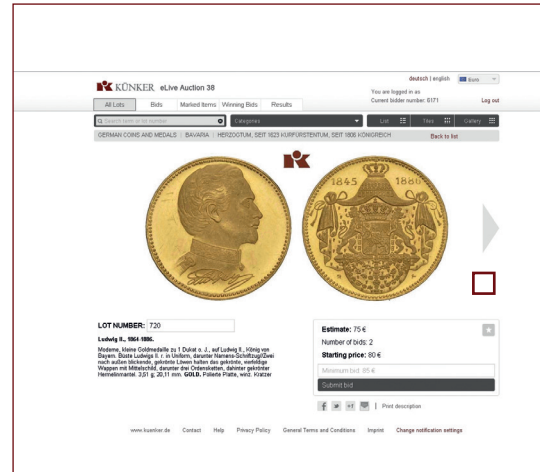 deutsch | english
Euro
KÜNKER eLive Auction 38
You are logged in as
Current bidder number: 6171
Log out
All Lots
Bids
Marked Items
Winning Bids
Results
Search term or lot number
Categories
List
Tiles
Gallery
GERMAN COINS AND MEDALS | BAVARIA | HERZOGTUM, SEIT 1623 KURFÜRSTENTUM, SEIT 1806 KÖNIGREICH
Back to list
1845 1886
LOT NUMBER: 720
Ludwig II., 1864-1886.
Moderne, kleine Goldmedaille zu 1 Dukat o. J., auf Ludwig II., König von
Bayern. Büste Ludwigs II. r. in Uniform, darunter Namens-Schriftzug//Zwei
nach außen blickende, gekrönte Löwen halten das gekrönte, vierfeldige
Wappen mit Mittelschild, darunter drei Ordensketten, dahinter gekrönter
Hermelinmantel. 3,51 g; 20,11 mm. GOLD. Polierte Platte, winz. Kratzer
Estimate: 75 €
Number of bids: 2
Starting price: 80 €
Minimum bid: 85 €
Submit bid
Print description
www.kuenker.de
Contact
Help
Privacy Policy
General Terms and Conditions
Imprint
Change notification settings